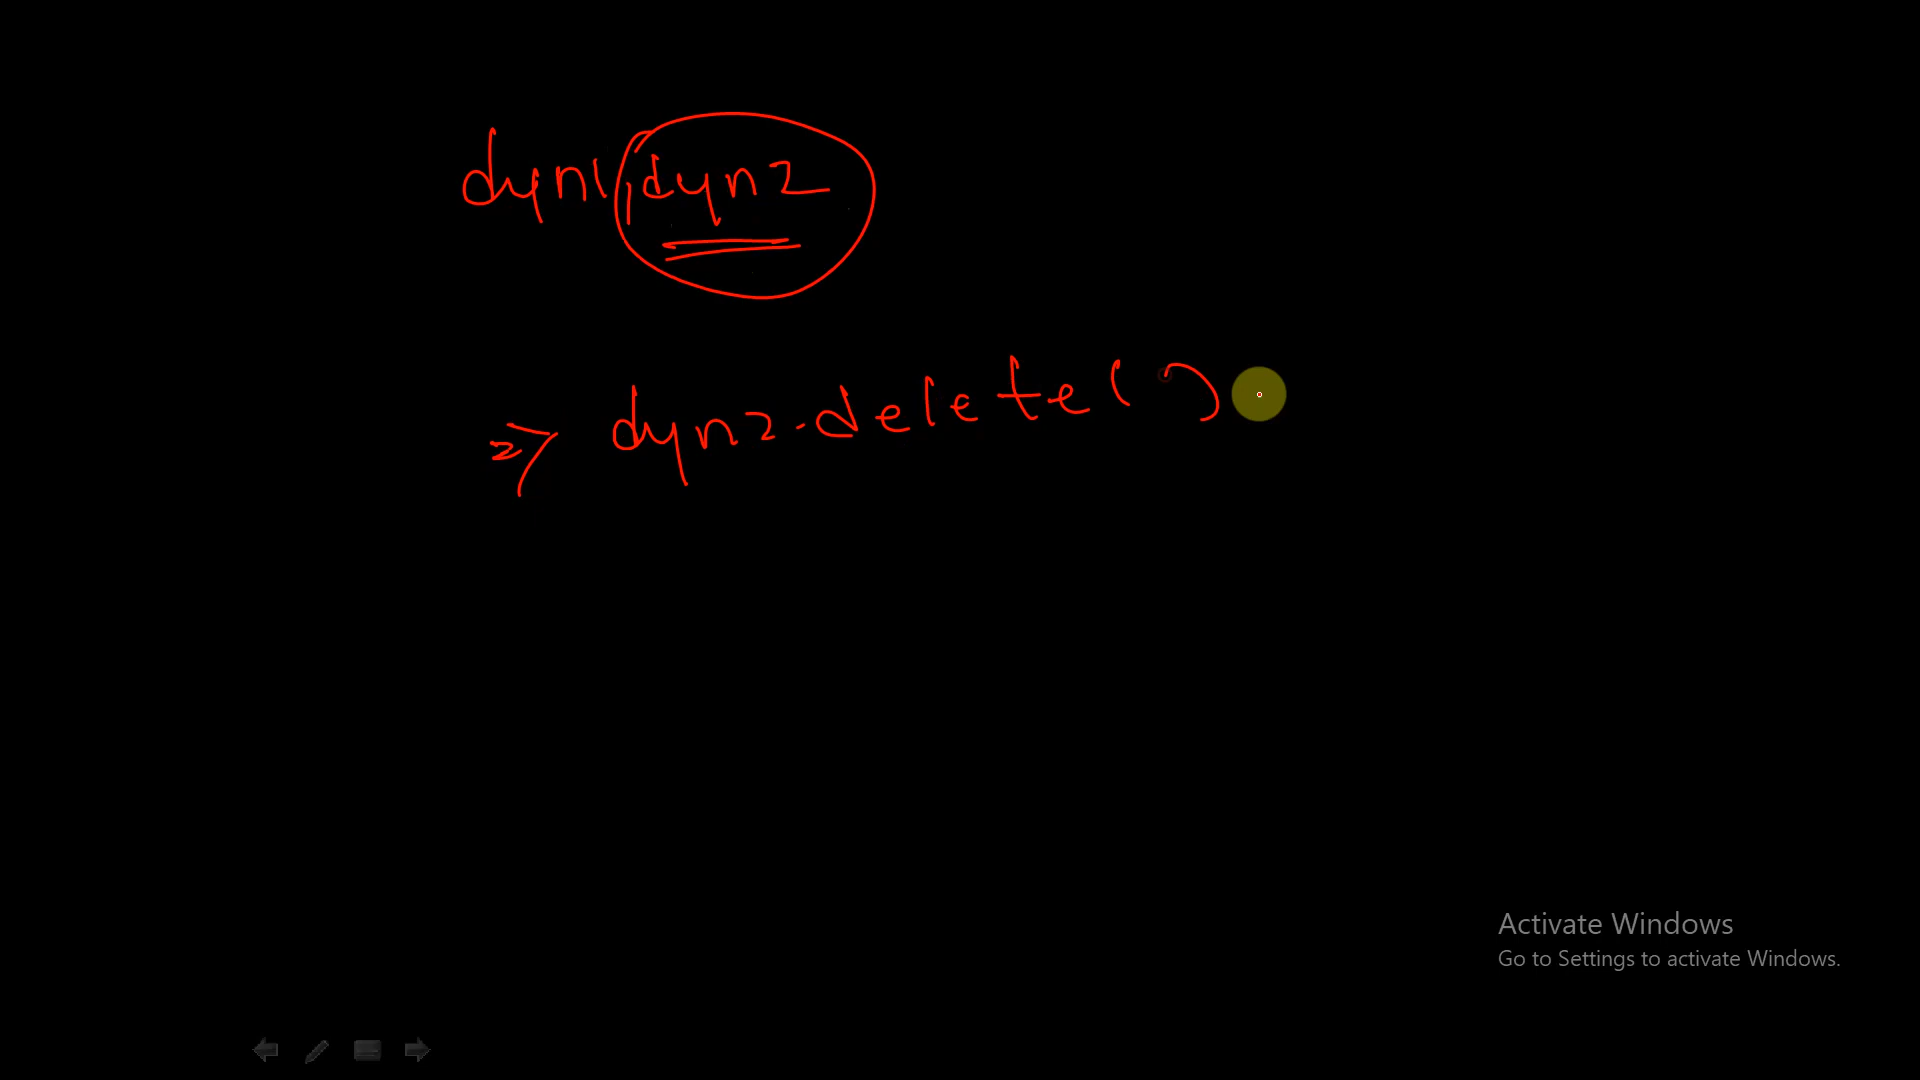 dyn1, dyn2
=> dyn2.delete()
Activate Windows
Go to Settings to activate Windows.